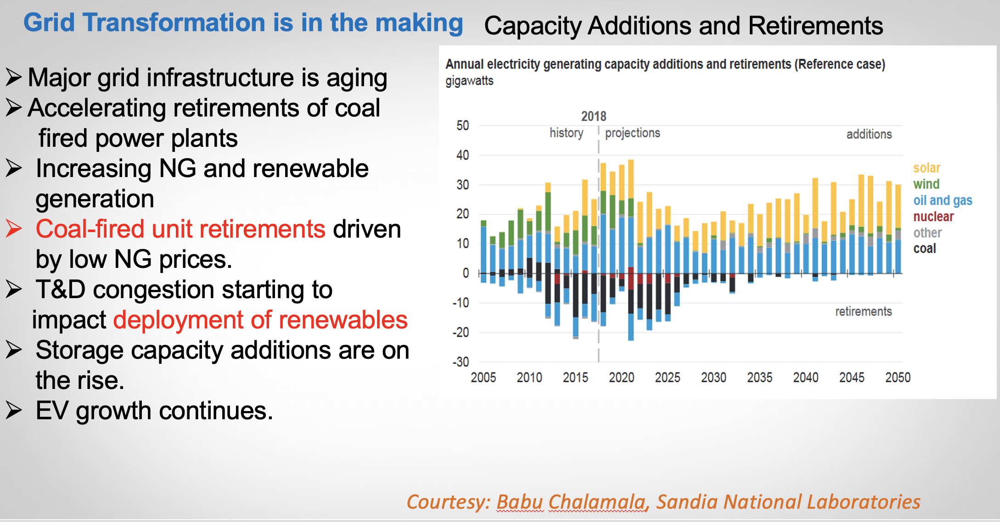 Grid Transformation is in the making
Capacity Additions and Retirements
➢ Major grid infrastructure is aging
➢ Accelerating retirements of coal
fired power plants
➢ Increasing NG and renewable
generation
➢ Coal-fired unit retirements driven
by low NG prices.
➢ T&D congestion starting to
impact deployment of renewables
➢ Storage capacity additions are on
the rise.
➢ EV growth continues.
Annual electricity generating capacity additions and retirements (Reference case)
gigawatts
2018
history projections additions
50
40
30
20
10
0
-10
-20
-30
retirements
2005 2010 2015 2020 2025 2030 2035 2040 2045 2050
solar
wind
oil and gas
nuclear
other
coal
Courtesy: Babu Chalamala, Sandia National Laboratories